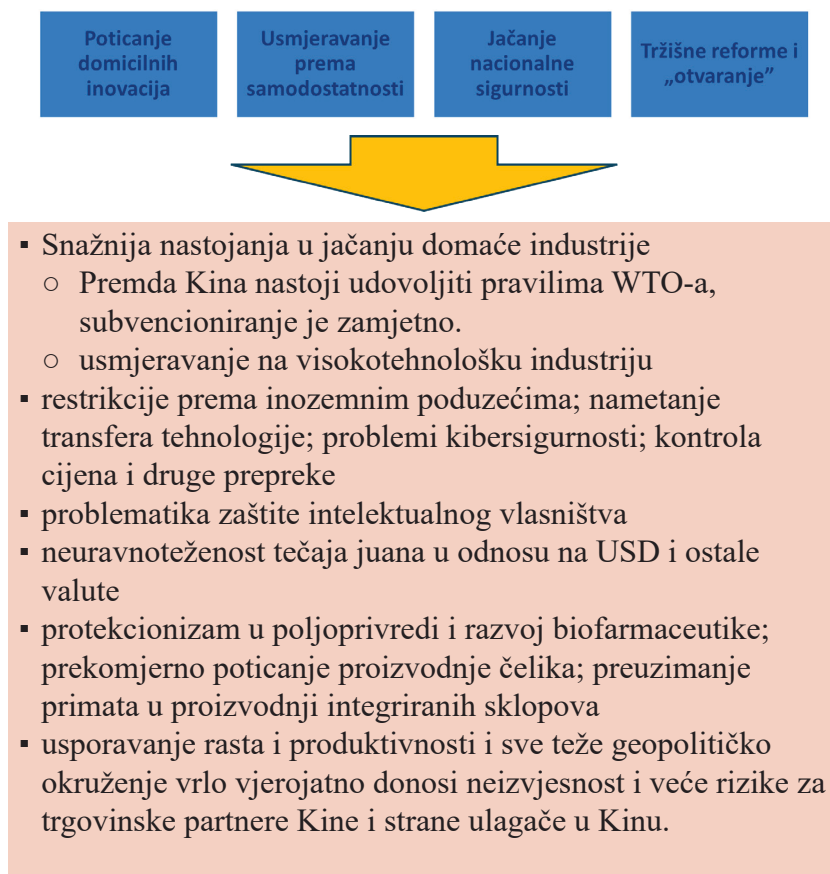 Poticanje
domicilnih
inovacija
Usmjeravanje
prema
samodostatnosti
Jačanje
nacionalne
sigurnosti
Tržišne reforme i
„otvaranje”
▪ Snažnija nastojanja u jačanju domaće industrije
○ Premda Kina nastoji udovoljiti pravilima WTO-a,
subvencioniranje je zamjetno.
○ usmjeravanje na visokotehnološku industriju
▪ restrikcije prema inozemnim poduzećima; nametanje
transfera tehnologije; problemi kibersigurnosti; kontrola
cijena i druge prepreke
▪ problematika zaštite intelektualnog vlasništva
▪ neuravnoteženost tečaja juana u odnosu na USD i ostale
valute
▪ protekcionizam u poljoprivredi i razvoj biofarmaceutike;
prekomjerno poticanje proizvodnje čelika; preuzimanje
primata u proizvodnji integriranih sklopova
▪ usporavanje rasta i produktivnosti i sve teže geopolitičko
okruženje vrlo vjerojatno donosi neizvjesnost i veće rizike za
trgovinske partnere Kine i strane ulagače u Kinu.